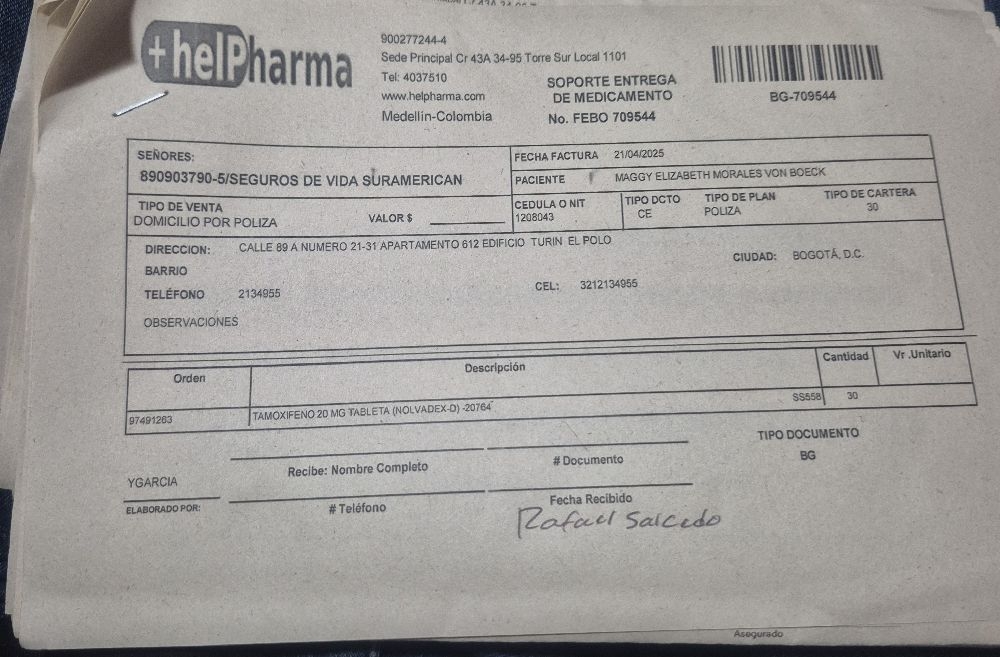 +helPharma
900277244-4
Sede Principal Cr 43A 34-95 Torre Sur Local 1101
Tel: 4037510
www.helpharma.com
Medellin-Colombia
SOPORTE ENTREGA
DE MEDICAMENTO
No. FEBO 709544
BG-709544
SEÑORES:
890903790-5/SEGUROS DE VIDA SURAMERICAN
FECHA FACTURA 21/04/2025
PACIENTE MAGGY ELIZABETH MORALES VON BOECK
TIPO DE VENTA
DOMICILIO POR POLIZA
VALOR $
CEDULA O NIT
1208043
TIPO DCTO
CE
TIPO DE PLAN
POLIZA
TIPO DE CARTERA
30
DIRECCION: CALLE 89 A NUMERO 21-31 APARTAMENTO 612 EDIFICIO TURIN EL POLO
CIUDAD: BOGOTÁ, D.C.
BARRIO
TELÉFONO 2134955
CEL: 3212134955
OBSERVACIONES
Orden Descripción Cantidad Vr .Unitario
97491263 TAMOXIFENO 20 MG TABLETA (NOLVADEX-D) -20764 SS558 30
TIPO DOCUMENTO
BG
Recibe: Nombre Completo # Documento
YGARCIA
ELABORADO POR: # Teléfono Fecha Recibido
Rafael Salcedo
Asegurado